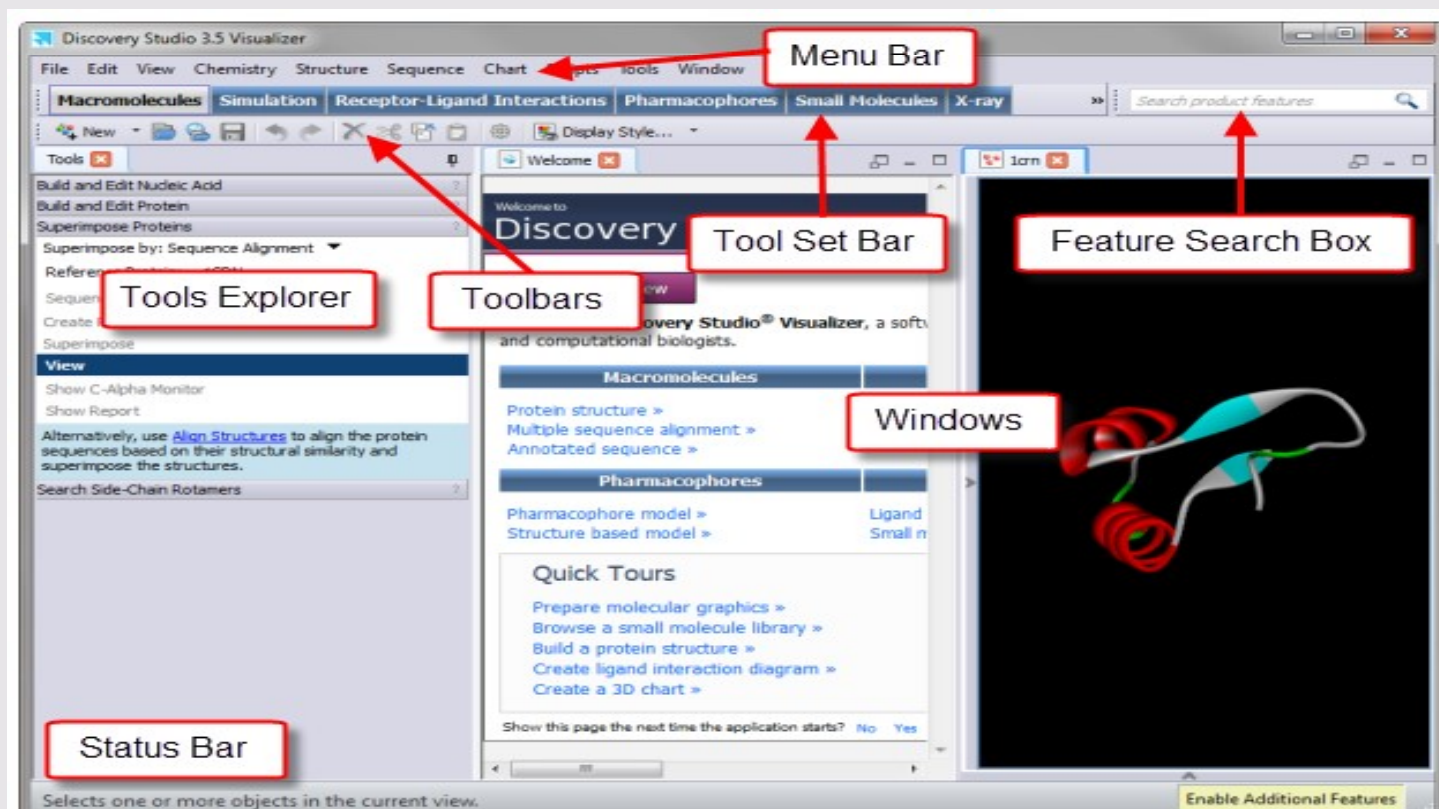 Discovery Studio 3.5 Visualizer
Menu Bar
File Edit View Chemistry Structure Sequence Chart Tools Window
Macromolecules Simulation Receptor-Ligand Interactions Pharmacophores Small Molecules X-ray » Search product features
New Display Style...
Tools
Build and Edit Nucleic Acid ?
Build and Edit Protein ?
Superimpose Proteins ?
Superimpose by: Sequence Alignment
Tools Explorer
Create
Superimpose
View
Show C-Alpha Monitor
Show Report
Alternatively, use Align Structures to align the protein
sequences based on their structural similarity and
superimpose the structures.
Search Side-Chain Rotamers ?
Toolbars
Welcome
Welcome to
Discovery
Tool Set Bar
overy Studio® Visualizer, a softw
and computational biologists.
Macromolecules
Protein structure »
Multiple sequence alignment »
Annotated sequence »
Pharmacophores
Pharmacophore model » Ligand
Structure based model » Small m
Quick Tours
Prepare molecular graphics »
Browse a small molecule library »
Build a protein structure »
Create ligand interaction diagram »
Create a 3D chart »
Show this page the next time the application starts? No Yes
1crn
Feature Search Box
Windows
Status Bar
Selects one or more objects in the current view.
Enable Additional Features